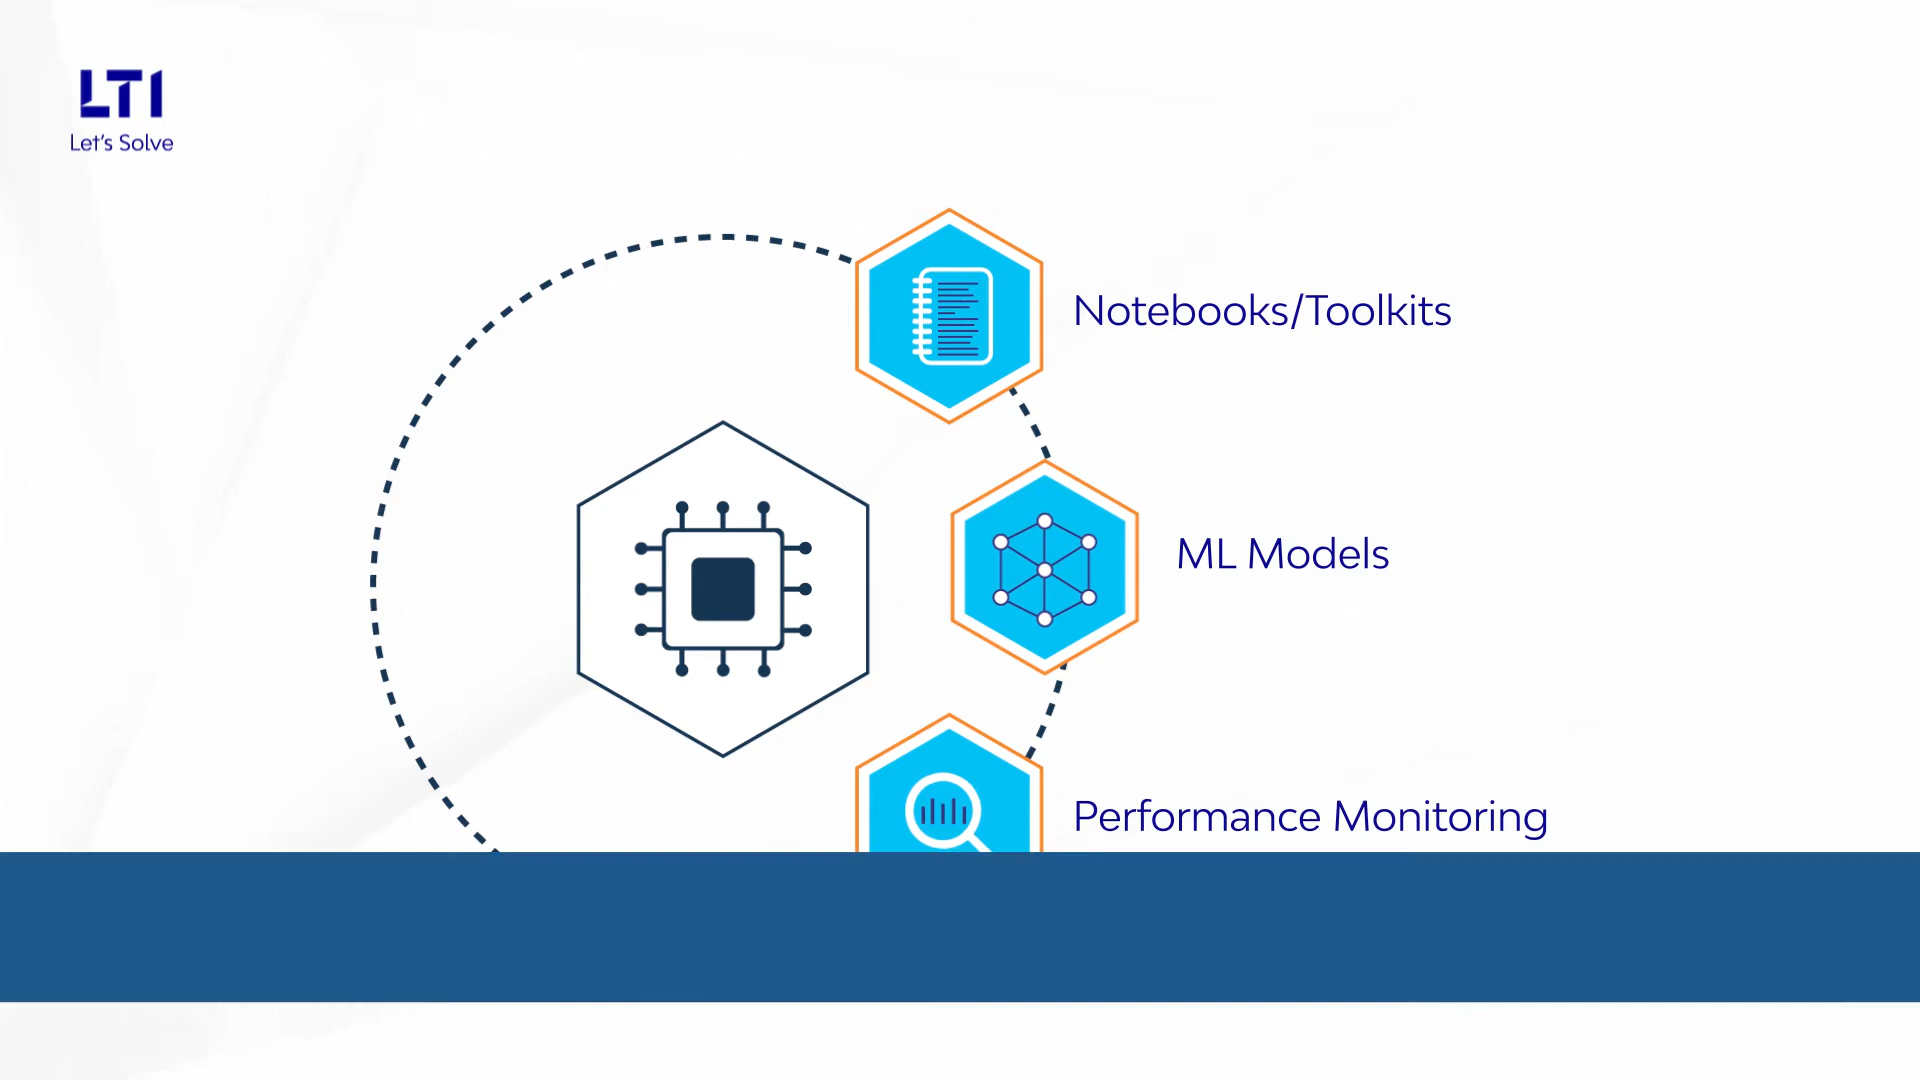 LTI
Let's Solve
Notebooks/Toolkits
ML Models
Performance Monitoring